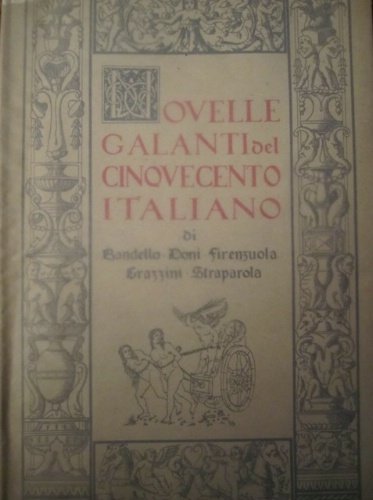 NOVELLE
GALANTI del
CINQVECENTO
ITALIANO
di
Bandello · Doni · Firenzuola
Grazzini · Straparola